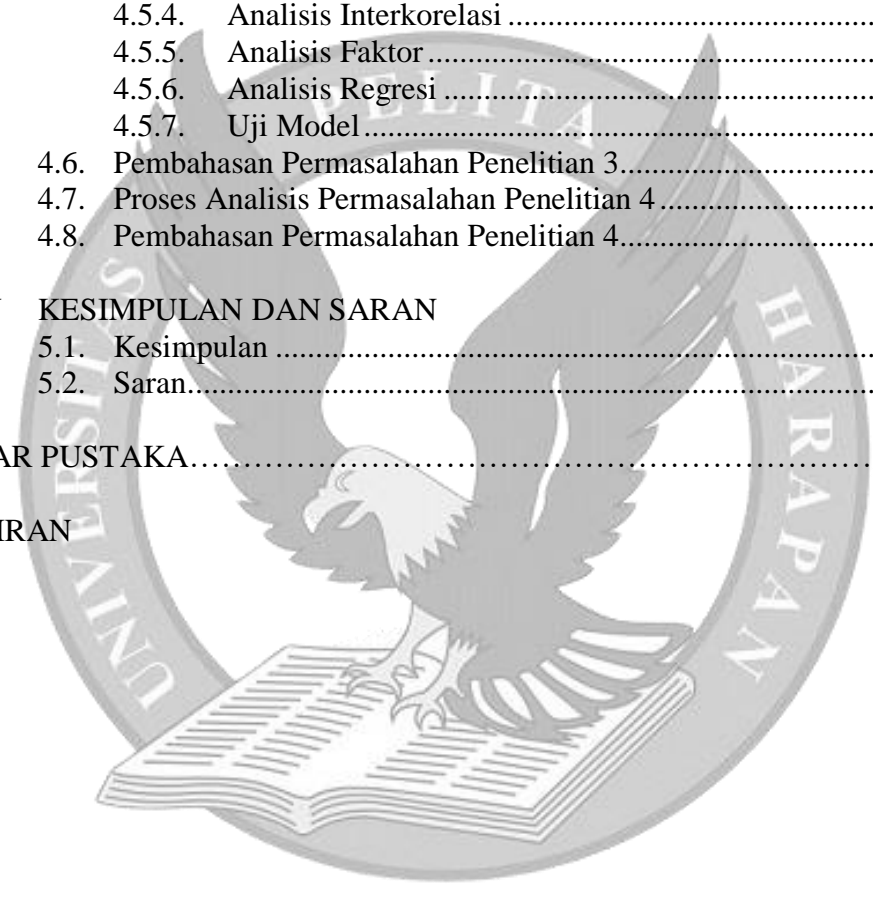 4.5.4. Analisis Interkorelasi ..........................................................
4.5.5. Analisis Faktor ..........................................................
4.5.6. Analisis Regresi ..........................................................
4.5.7. Uji Model ..........................................................
4.6. Pembahasan Permasalahan Penelitian 3..........................................
4.7. Proses Analisis Permasalahan Penelitian 4 ....................................
4.8. Pembahasan Permasalahan Penelitian 4..........................................
KESIMPULAN DAN SARAN
5.1. Kesimpulan ..........................................................
5.2. Saran..........................................................
AR PUSTAKA……………………………………………………………
IRAN
UNIVERSITAS PELITA HARAPAN